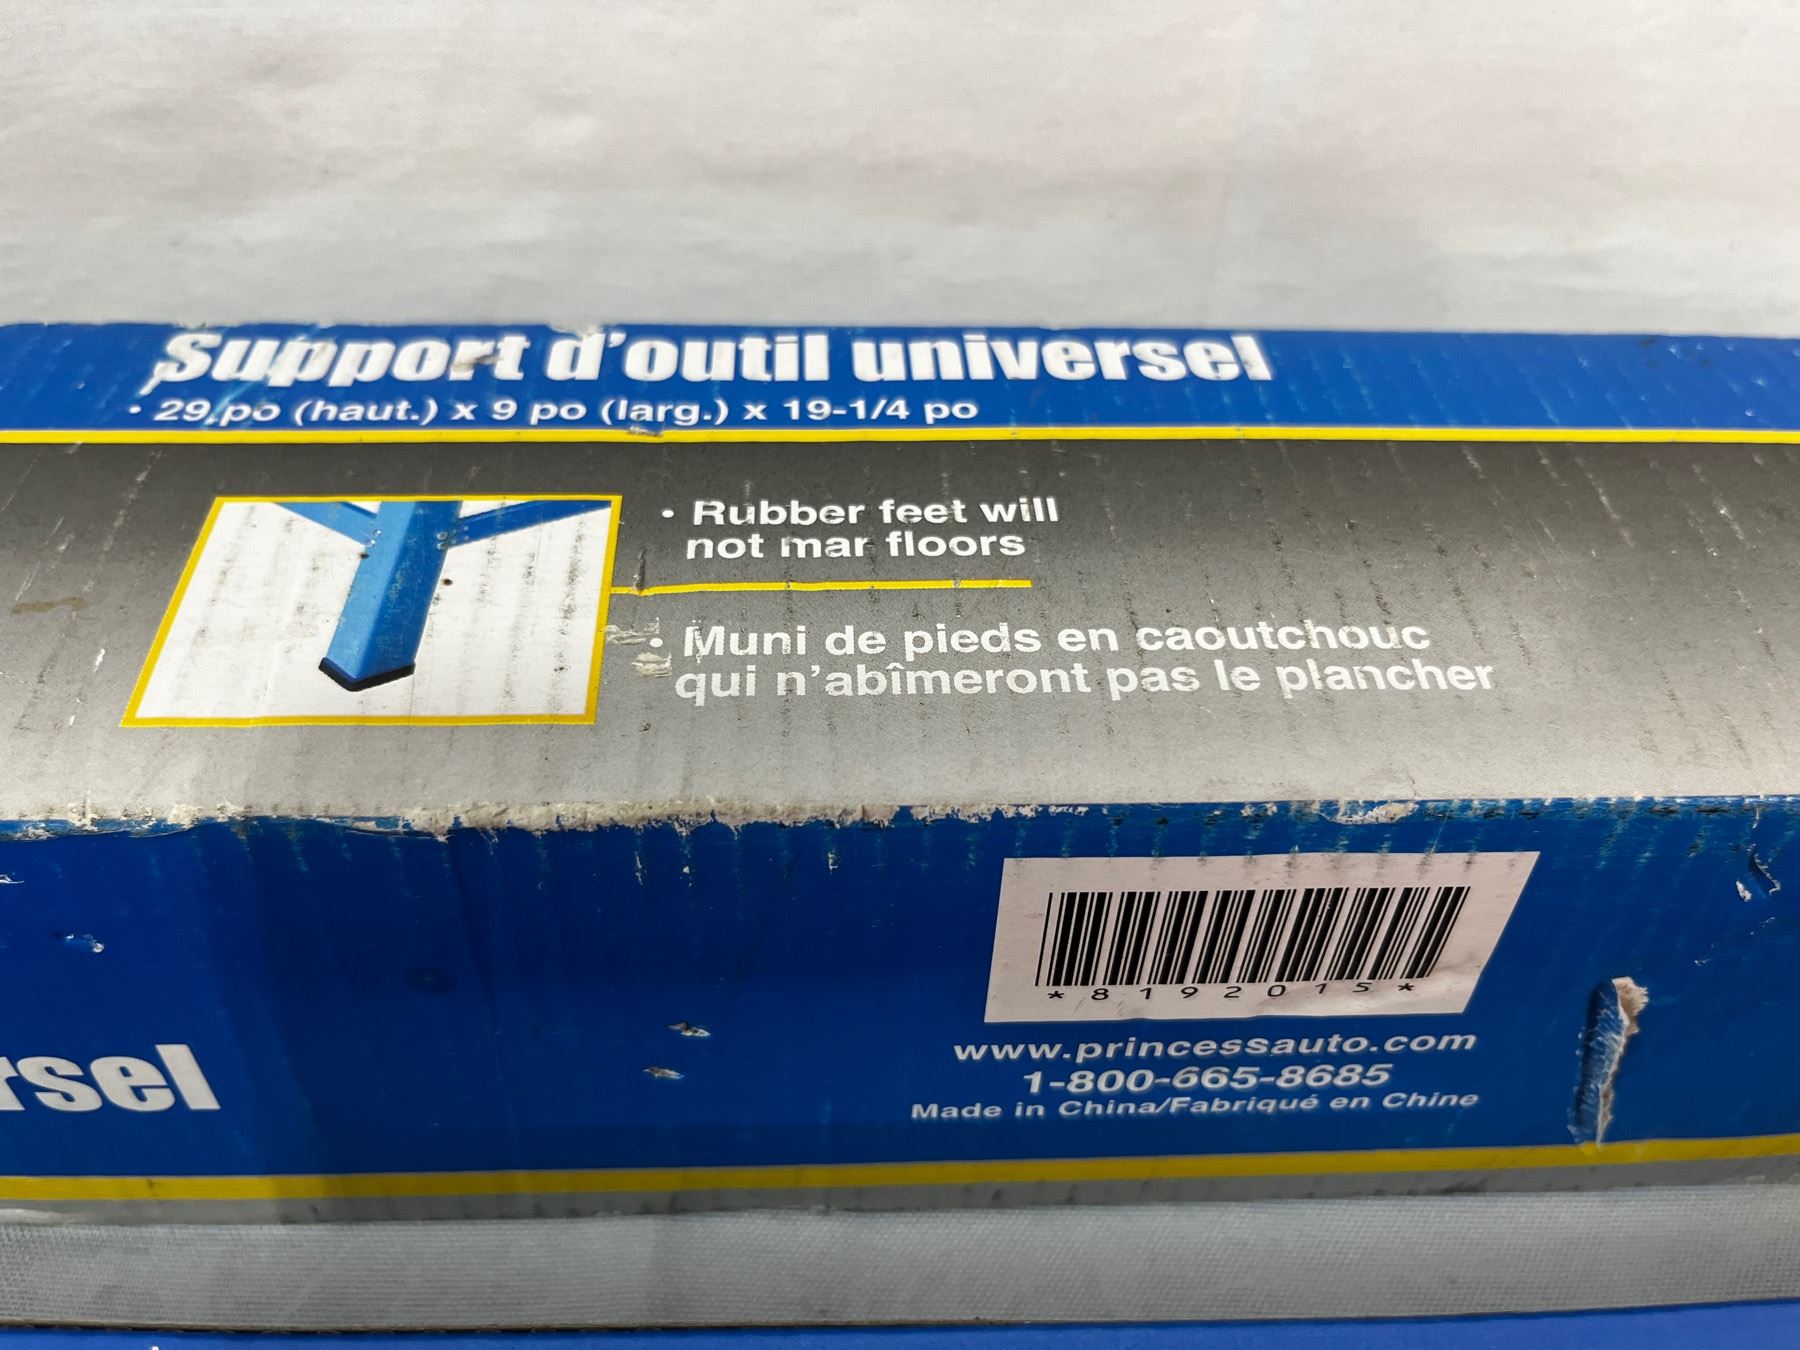 Support d'outil universel
• 29 po (haut.) x 9 po (larg.) x 19-1/4 po
• Rubber feet will
not mar floors
• Muni de pieds en caoutchouc
qui n'abîmeront pas le plancher
*8192015*
www.princessauto.com
1-800-665-8685
Made in China/Fabriqué en Chine
rsel